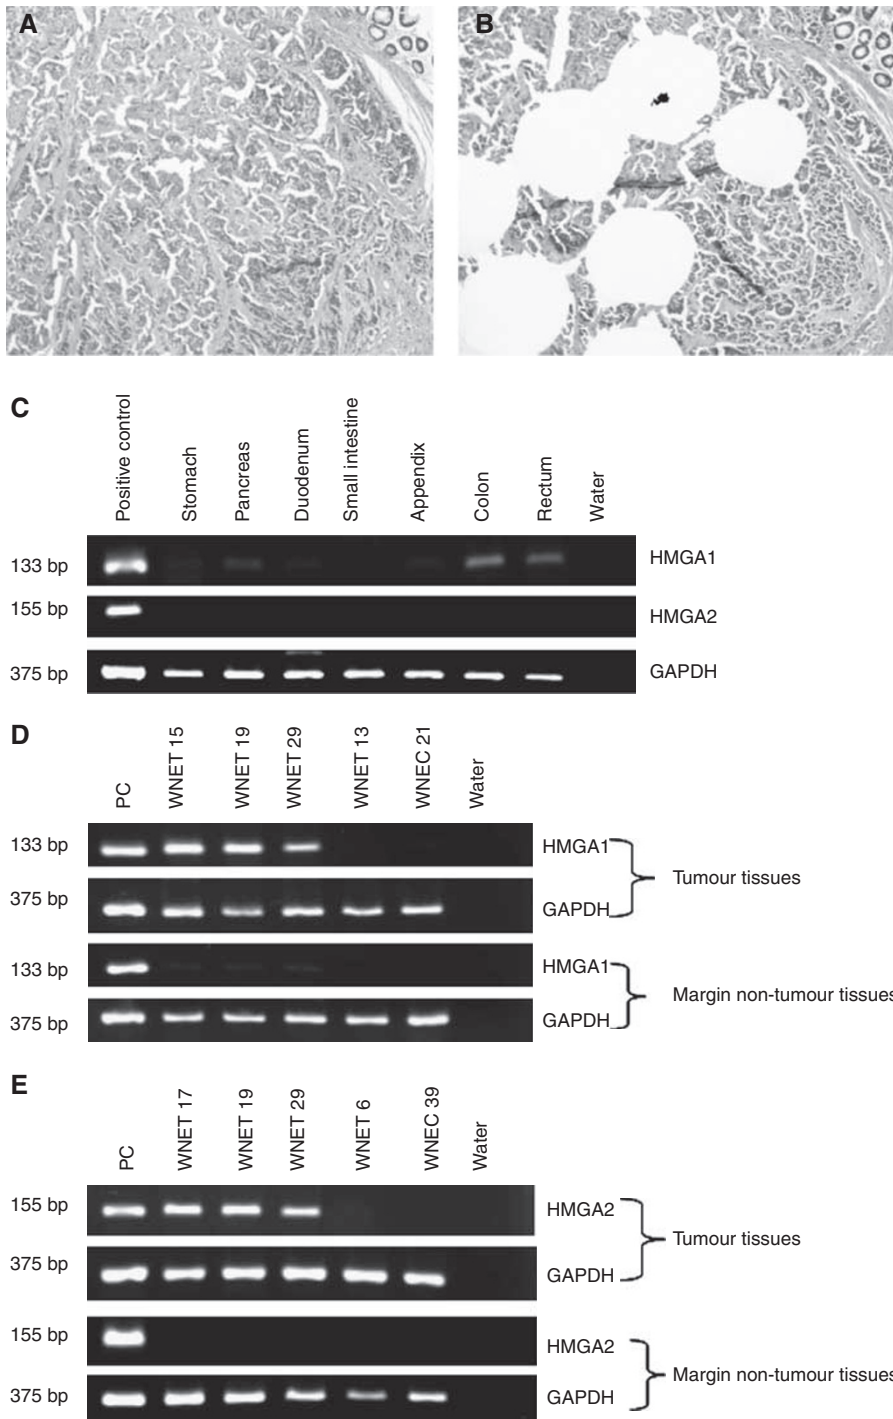 A
B
C
Positive control
Stomach
Pancreas
Duodenum
Small intestine
Appendix
Colon
Rectum
Water
133 bp
HMGA1
155 bp
HMGA2
375 bp
GAPDH
D
PC
WNET 15
WNET 19
WNET 29
WNET 13
WNEC 21
Water
133 bp
HMGA1
Tumour tissues
375 bp
GAPDH
133 bp
HMGA1
Margin non-tumour tissues
375 bp
GAPDH
E
PC
WNET 17
WNET 19
WNET 29
WNET 6
WNEC 39
Water
155 bp
HMGA2
Tumour tissues
375 bp
GAPDH
155 bp
HMGA2
Margin non-tumour tissues
375 bp
GAPDH